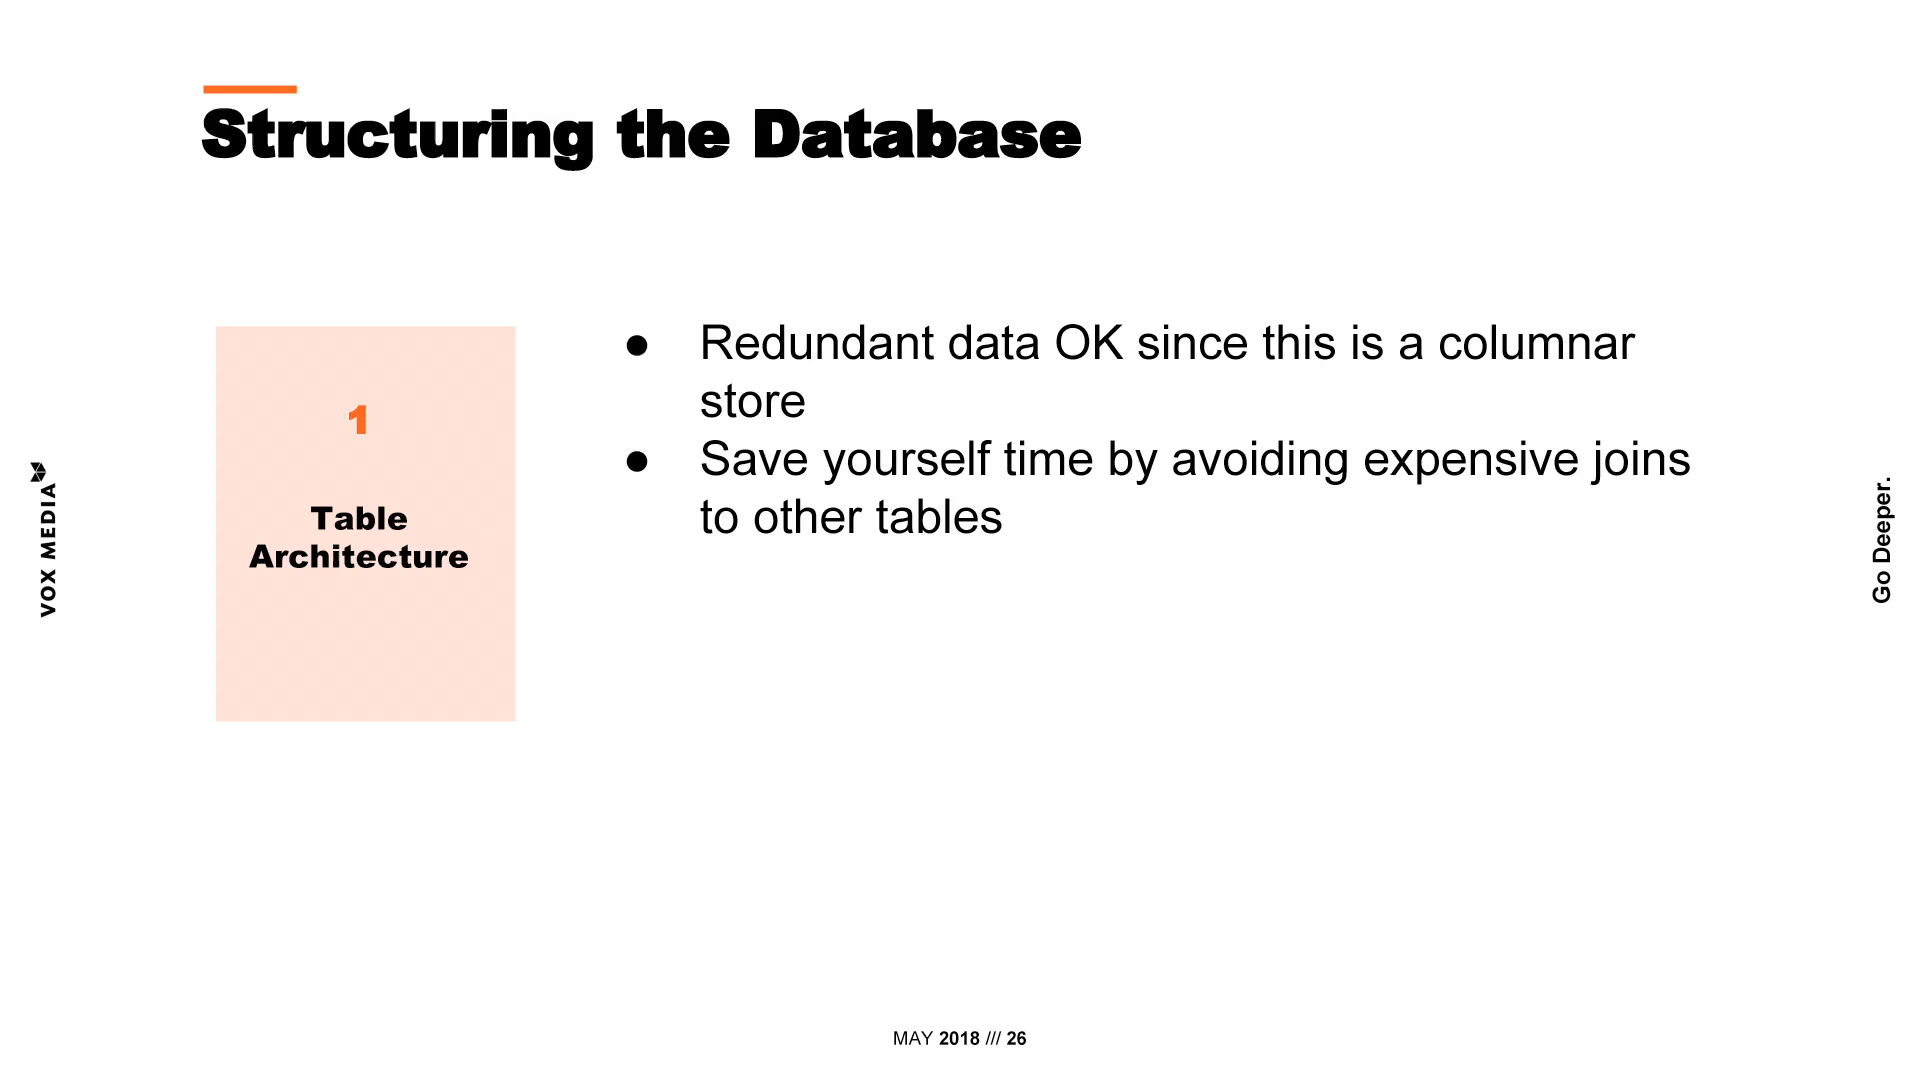 Structuring the Database
1
Table
Architecture
● Redundant data OK since this is a columnar
store
● Save yourself time by avoiding expensive joins
to other tables
VOX MEDIA
Go Deeper.
MAY 2018 /// 26